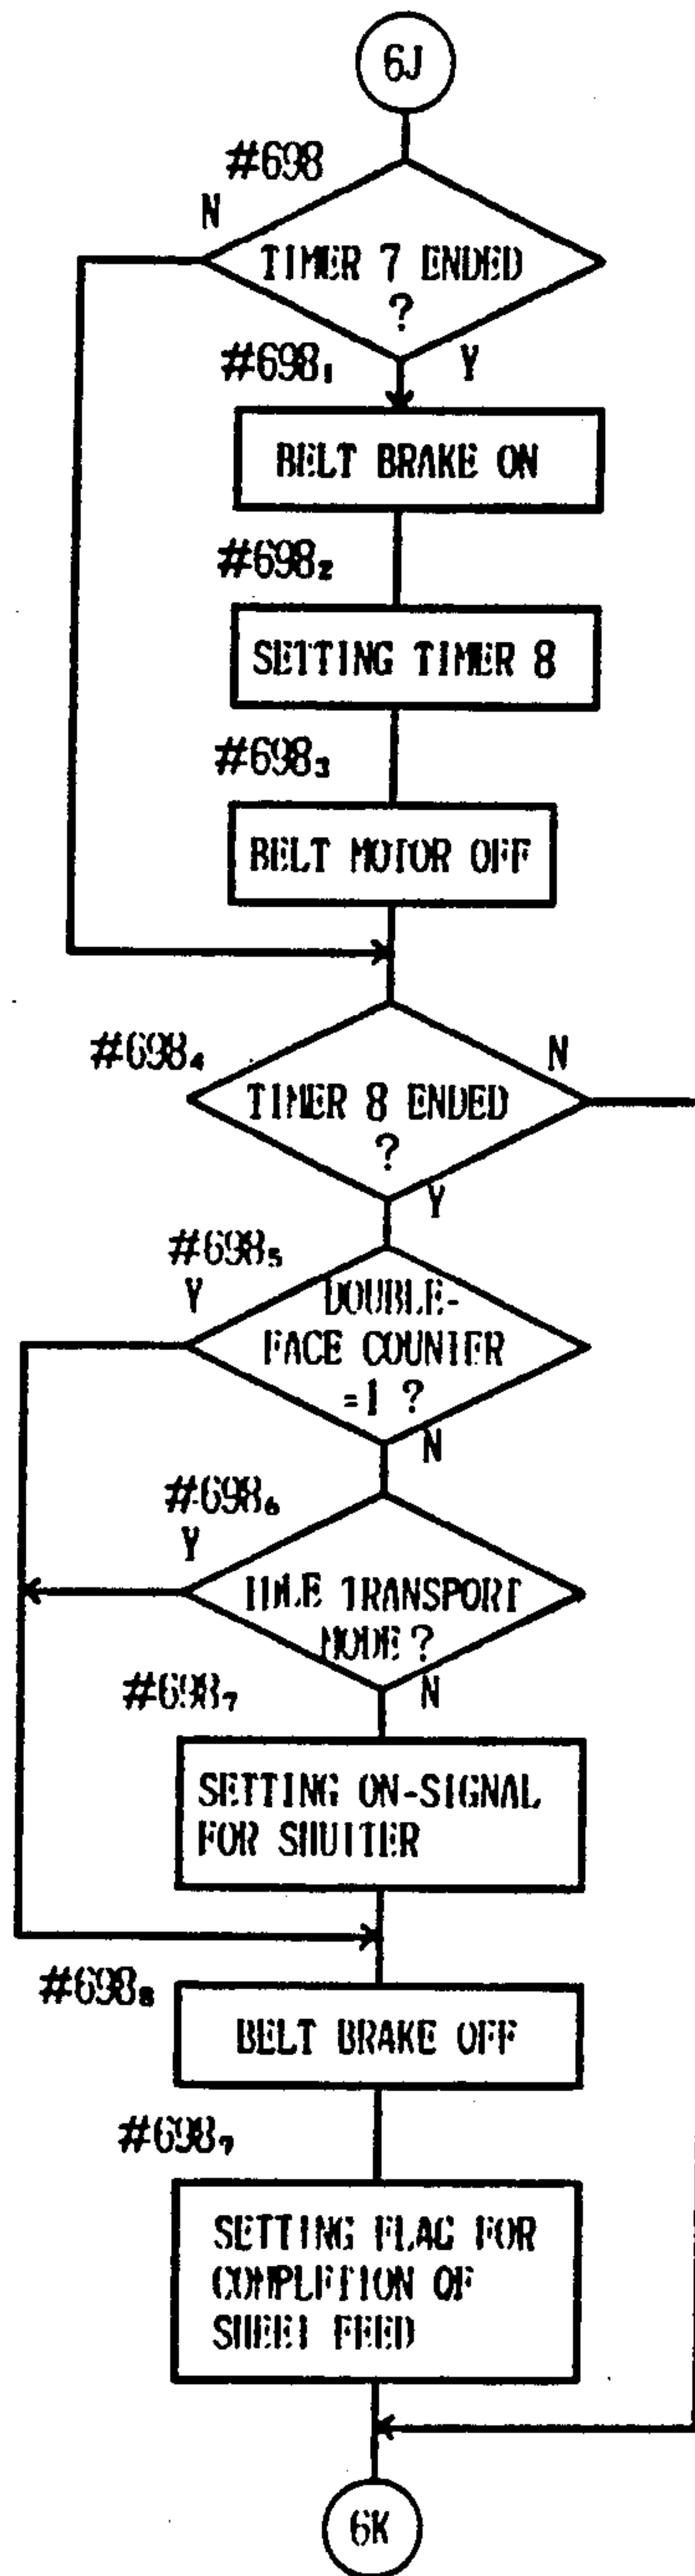 6J
#698
N
TIMER 7 ENDED
?
#698₁
Y
BELT BRAKE ON
#698₂
SETTING TIMER 8
#698₃
BELT MOTOR OFF
#698₄
N
TIMER 8 ENDED
?
Y
#698₅
Y
DOUBLE-
FACE COUNTER
=1 ?
N
#698₆
Y
IDLE TRANSPORT
MODE?
N
#698₇
SETTING ON-SIGNAL
FOR SHUTTER
#698₈
BELT BRAKE OFF
#698₉
SETTING FLAG FOR
COMPLETION OF
SHEET FEED
6K